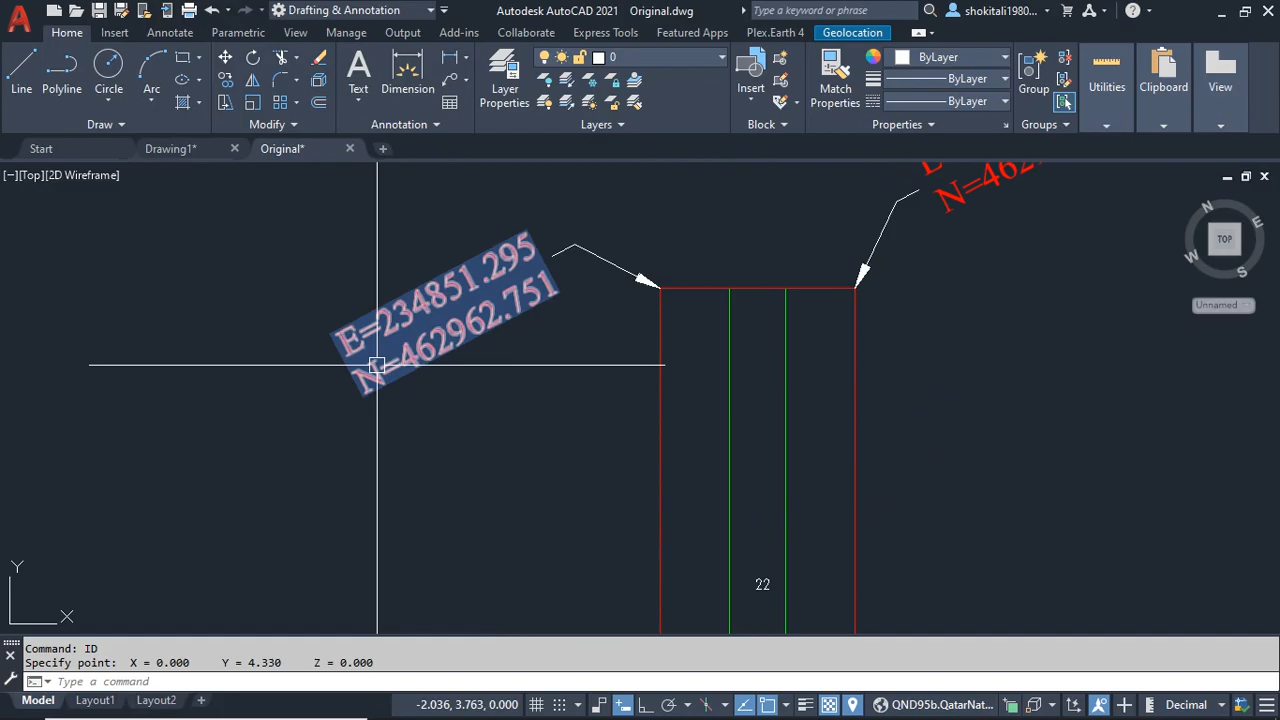 Drafting & Annotation
Autodesk AutoCAD 2021 Original.dwg
Type a keyword or phrase
shokitali1980...
Home Insert Annotate Parametric View Manage Output Add-ins Collaborate Express Tools Featured Apps Plex.Earth 4 Geolocation
0
ByLayer
ByLayer
ByLayer
Line Polyline Circle Arc
Text Dimension
Layer Properties
Insert
Match Properties
Group
Utilities
Clipboard
View
Draw Modify Annotation Layers Block Properties Groups
Start Drawing1* Original*
[−][Top][2D Wireframe]
E=234851.295
N=462962.751
N=462
N
E
TOP
W
S
Unnamed
22
Y
X
Command: ID
Specify point: X = 0.000 Y = 4.330 Z = 0.000
Type a command
Model Layout1 Layout2
-2.036, 3.763, 0.000
QND95b.QatarNat...
Decimal